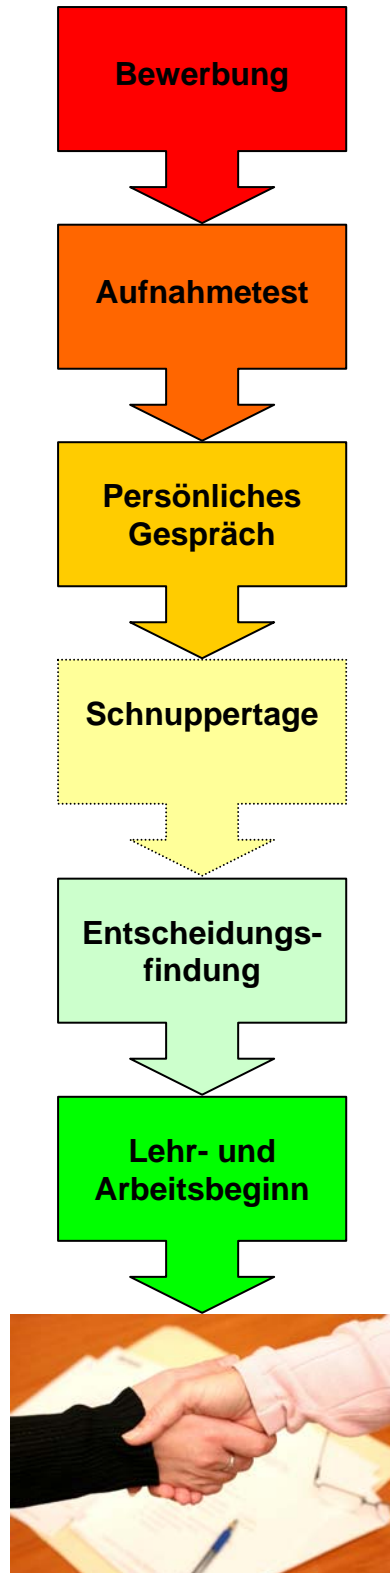 Bewerbung
Aufnahmetest
Persönliches
Gespräch
Schnuppertage
Entscheidungs-
findung
Lehr- und
Arbeitsbeginn